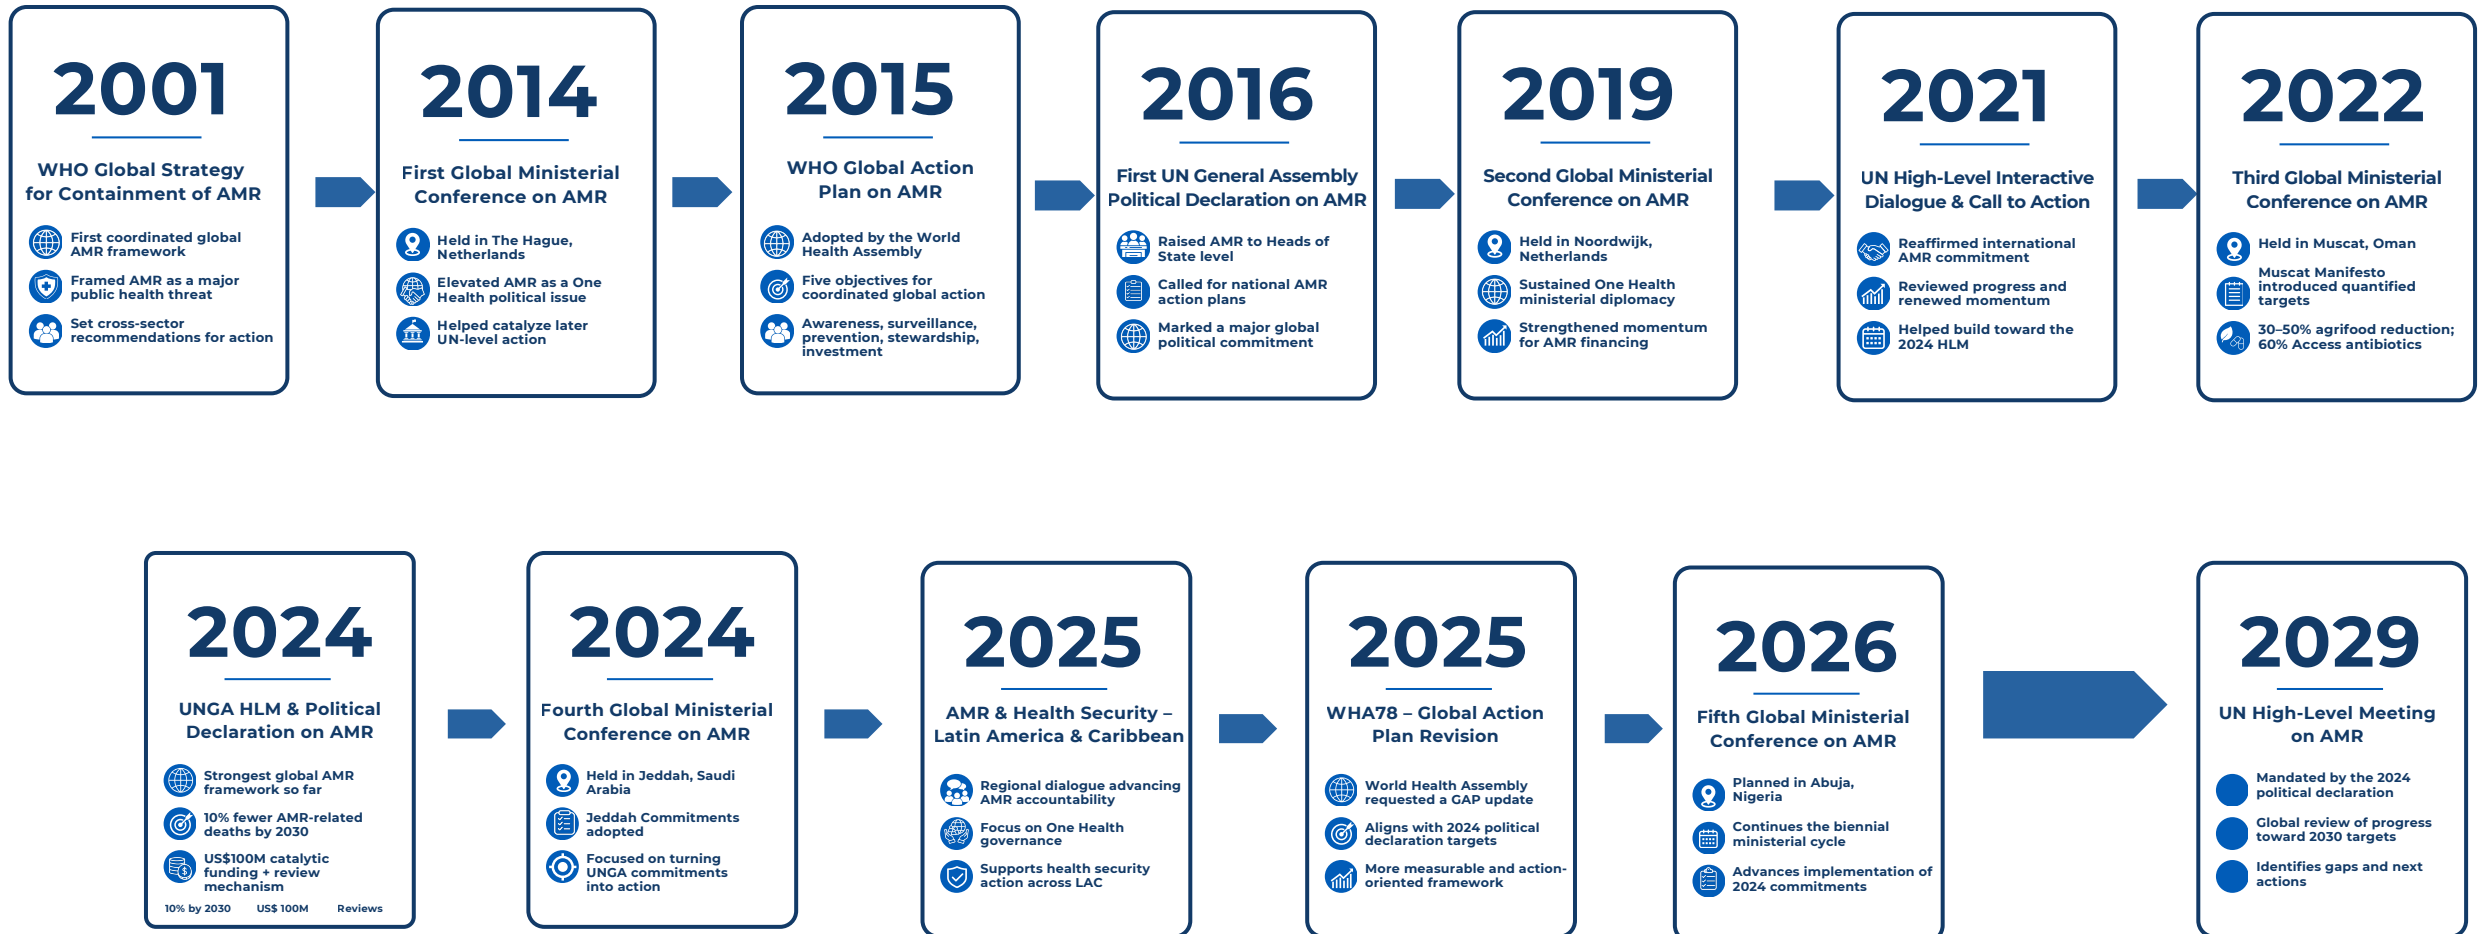 2001
WHO Global Strategy
for Containment of AMR
First coordinated global
AMR framework
Framed AMR as a major
public health threat
Set cross-sector
recommendations for action
2014
First Global Ministerial
Conference on AMR
Held in The Hague,
Netherlands
Elevated AMR as a One
Health political issue
Helped catalyze later
UN-level action
2015
WHO Global Action
Plan on AMR
Adopted by the World
Health Assembly
Five objectives for
coordinated global action
Awareness, surveillance,
prevention, stewardship,
investment
2016
First UN General Assembly
Political Declaration on AMR
Raised AMR to Heads of
State level
Called for national AMR
action plans
Marked a major global
political commitment
2019
Second Global Ministerial
Conference on AMR
Held in Noordwijk,
Netherlands
Sustained One Health
ministerial diplomacy
Strengthened momentum
for AMR financing
2021
UN High-Level Interactive
Dialogue & Call to Action
Reaffirmed international
AMR commitment
Reviewed progress and
renewed momentum
Helped build toward the
2024 HLM
2022
Third Global Ministerial
Conference on AMR
Held in Muscat, Oman
Muscat Manifesto
introduced quantified
targets
30–50% agrifood reduction;
60% Access antibiotics
2024
UNGA HLM & Political
Declaration on AMR
Strongest global AMR
framework so far
10% fewer AMR-related
deaths by 2030
US$100M catalytic
funding + review
mechanism
10% by 2030 US$ 100M Reviews
2024
Fourth Global Ministerial
Conference on AMR
Held in Jeddah, Saudi
Arabia
Jeddah Commitments
adopted
Focused on turning
UNGA commitments
into action
2025
AMR & Health Security –
Latin America & Caribbean
Regional dialogue advancing
AMR accountability
Focus on One Health
governance
Supports health security
action across LAC
2025
WHA78 – Global Action
Plan Revision
World Health Assembly
requested a GAP update
Aligns with 2024 political
declaration targets
More measurable and action-
oriented framework
2026
Fifth Global Ministerial
Conference on AMR
Planned in Abuja,
Nigeria
Continues the biennial
ministerial cycle
Advances implementation of
2024 commitments
2029
UN High-Level Meeting
on AMR
Mandated by the 2024
political declaration
Global review of progress
toward 2030 targets
Identifies gaps and next
actions